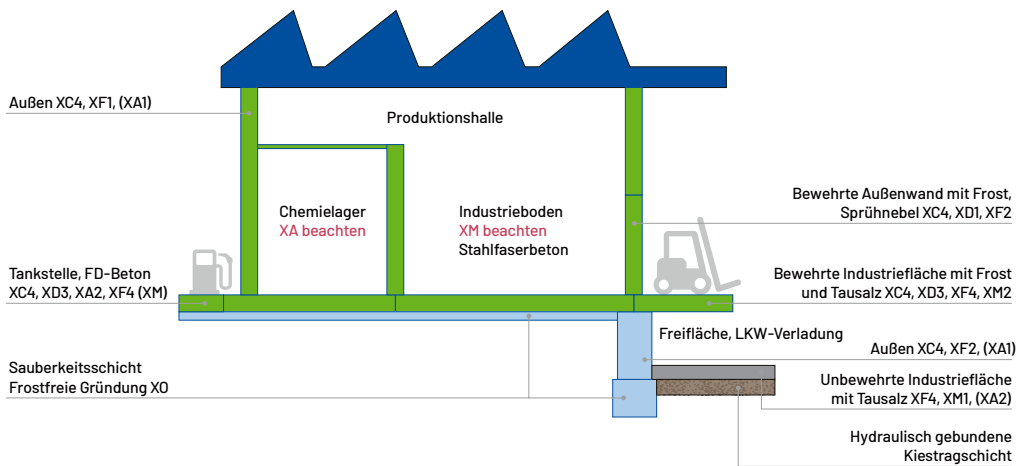 Außen XC4, XF1, (XA1)
Produktionshalle
Chemielager
XA beachten
Industrieboden
XM beachten
Stahlfaserbeton
Bewehrte Außenwand mit Frost,
Sprühnebel XC4, XD1, XF2
Tankstelle, FD-Beton
XC4, XD3, XA2, XF4 (XM)
Bewehrte Industriefläche mit Frost
und Tausalz XC4, XD3, XF4, XM2
Freifläche, LKW-Verladung
Außen XC4, XF2, (XA1)
Sauberkeitsschicht
Frostfreie Gründung X0
Unbewehrte Industriefläche
mit Tausalz XF4, XM1, (XA2)
Hydraulisch gebundene
Kiestragschicht